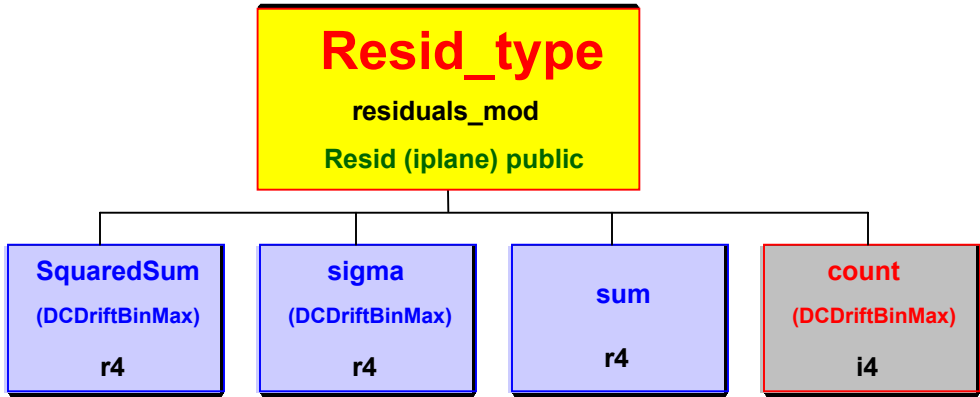 Resid_type
residuals_mod
Resid (iplane) public
SquaredSum
(DCDriftBinMax)
r4
sigma
(DCDriftBinMax)
r4
sum
r4
count
(DCDriftBinMax)
i4